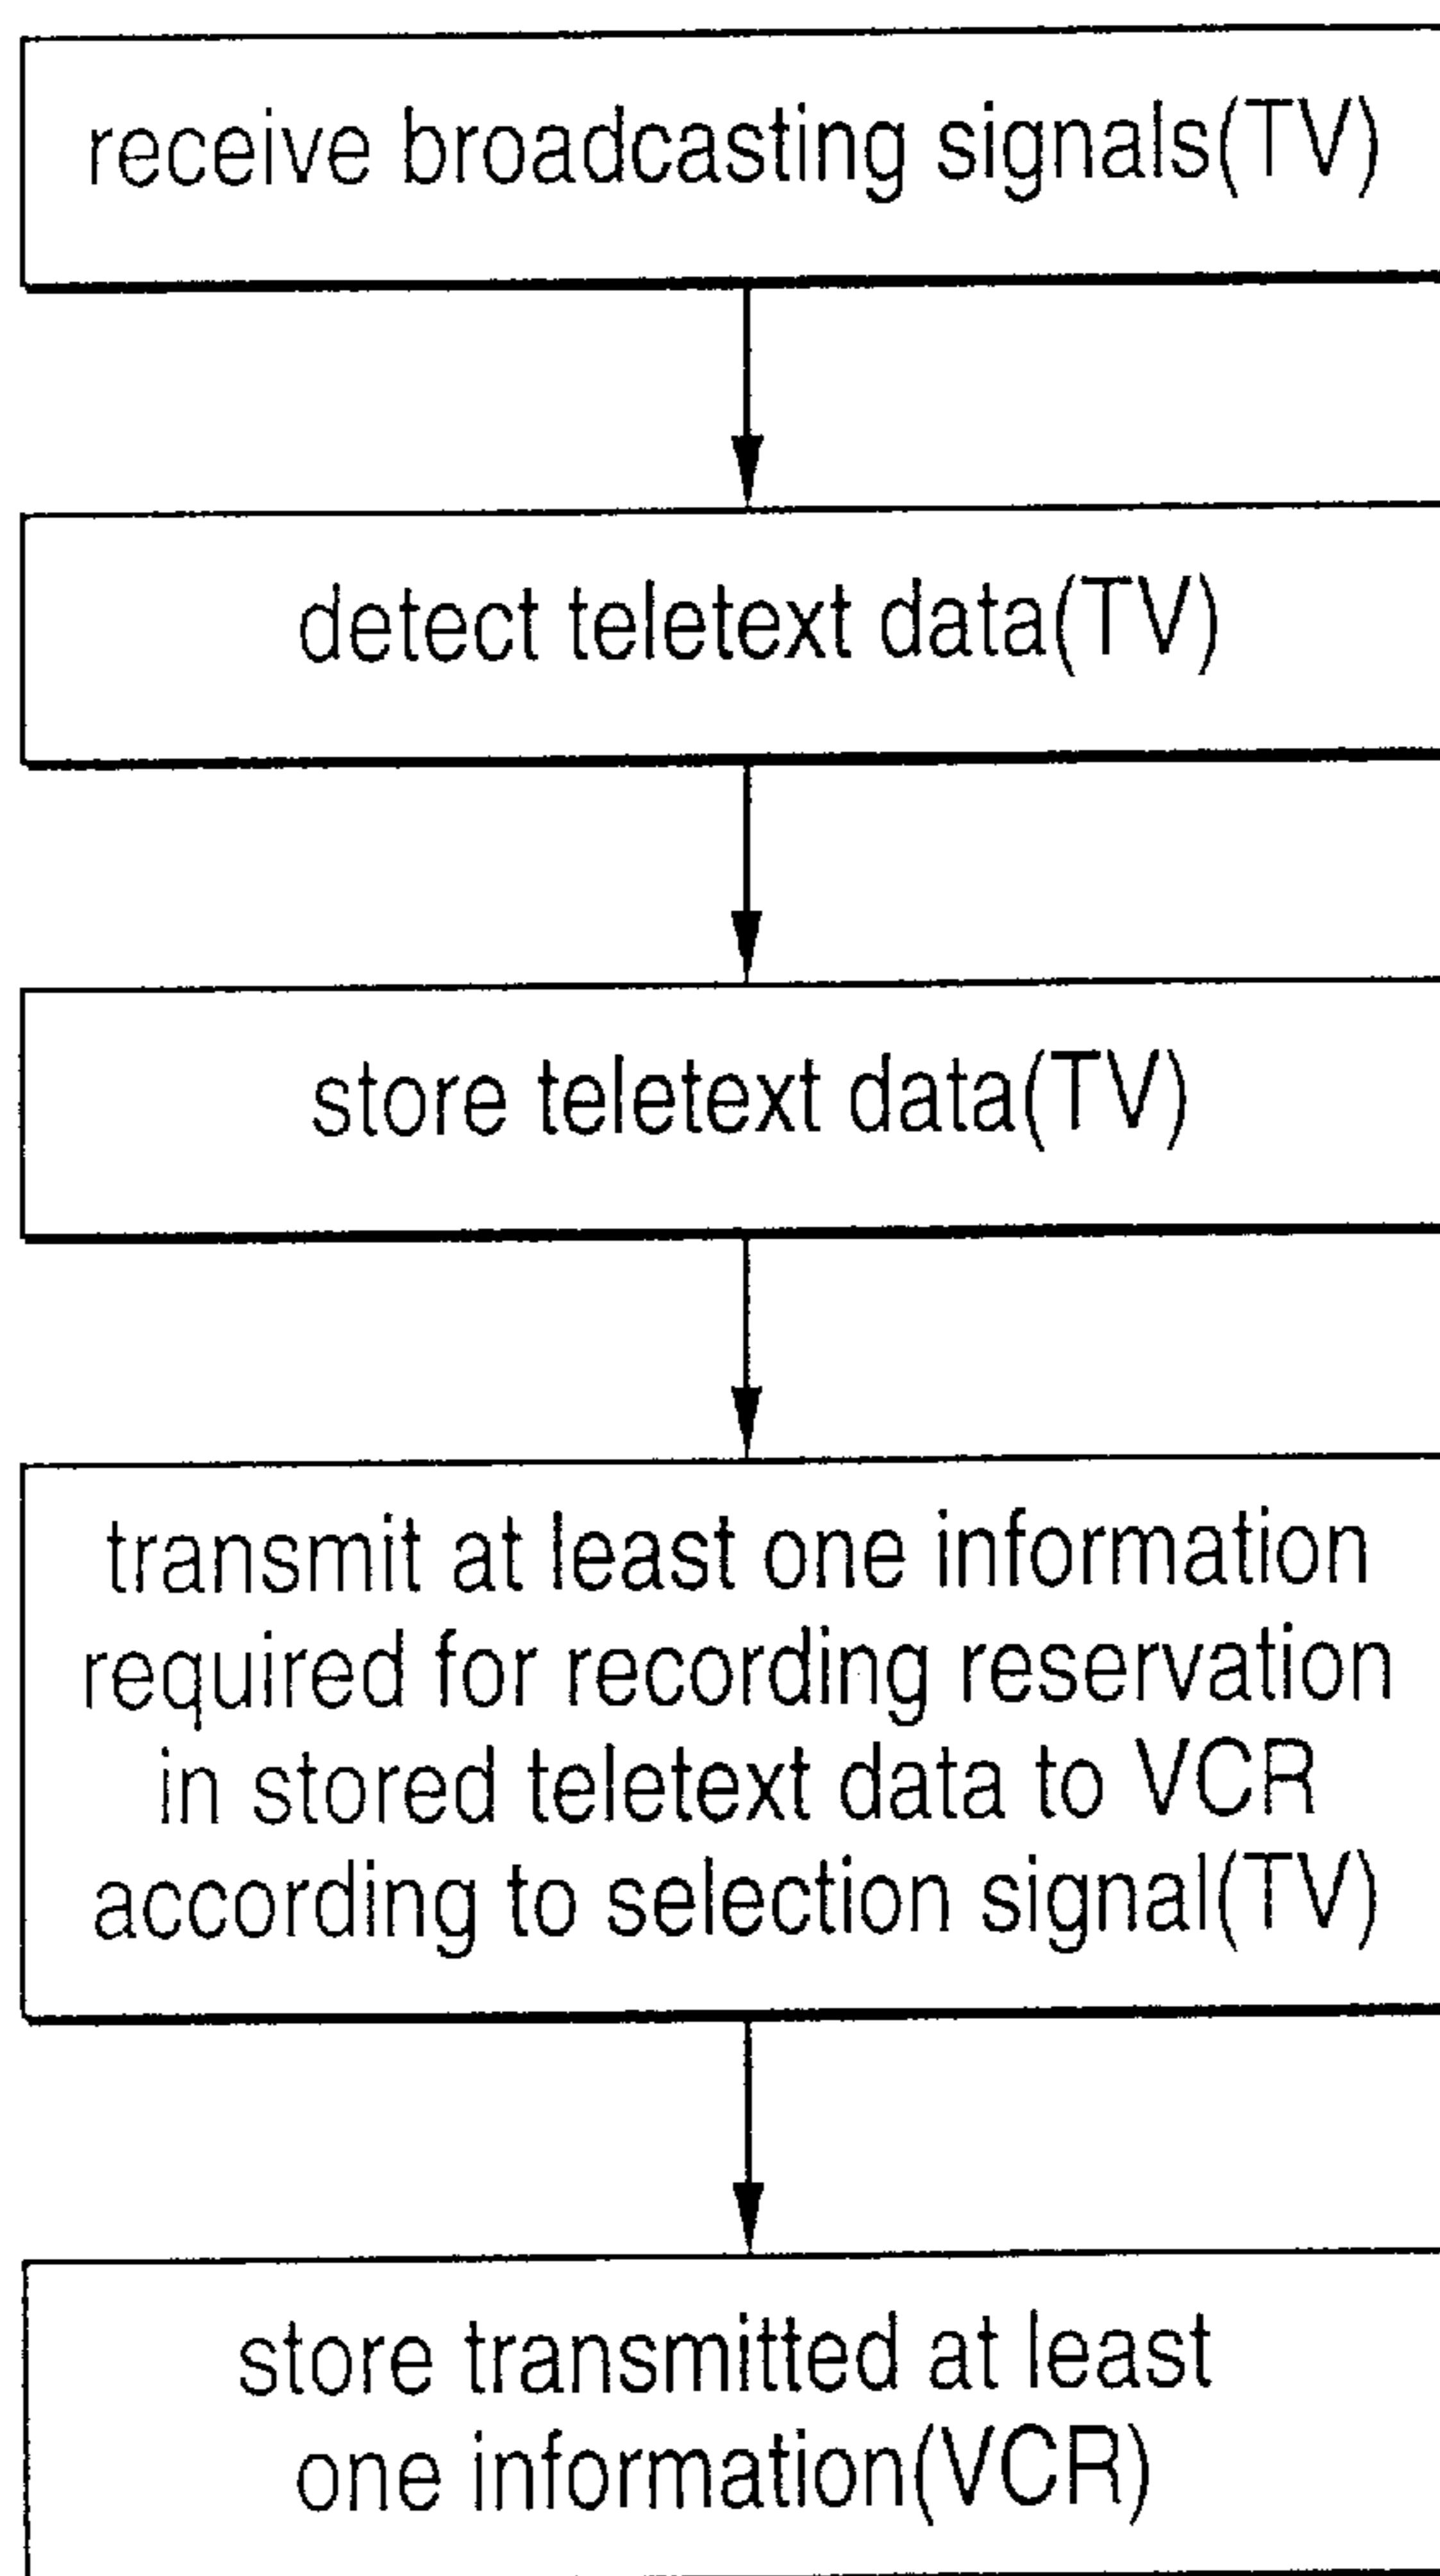 receive broadcasting signals(TV)
detect teletext data(TV)
store teletext data(TV)
transmit at least one information
required for recording reservation
in stored teletext data to VCR
according to selection signal(TV)
store transmitted at least
one information(VCR)